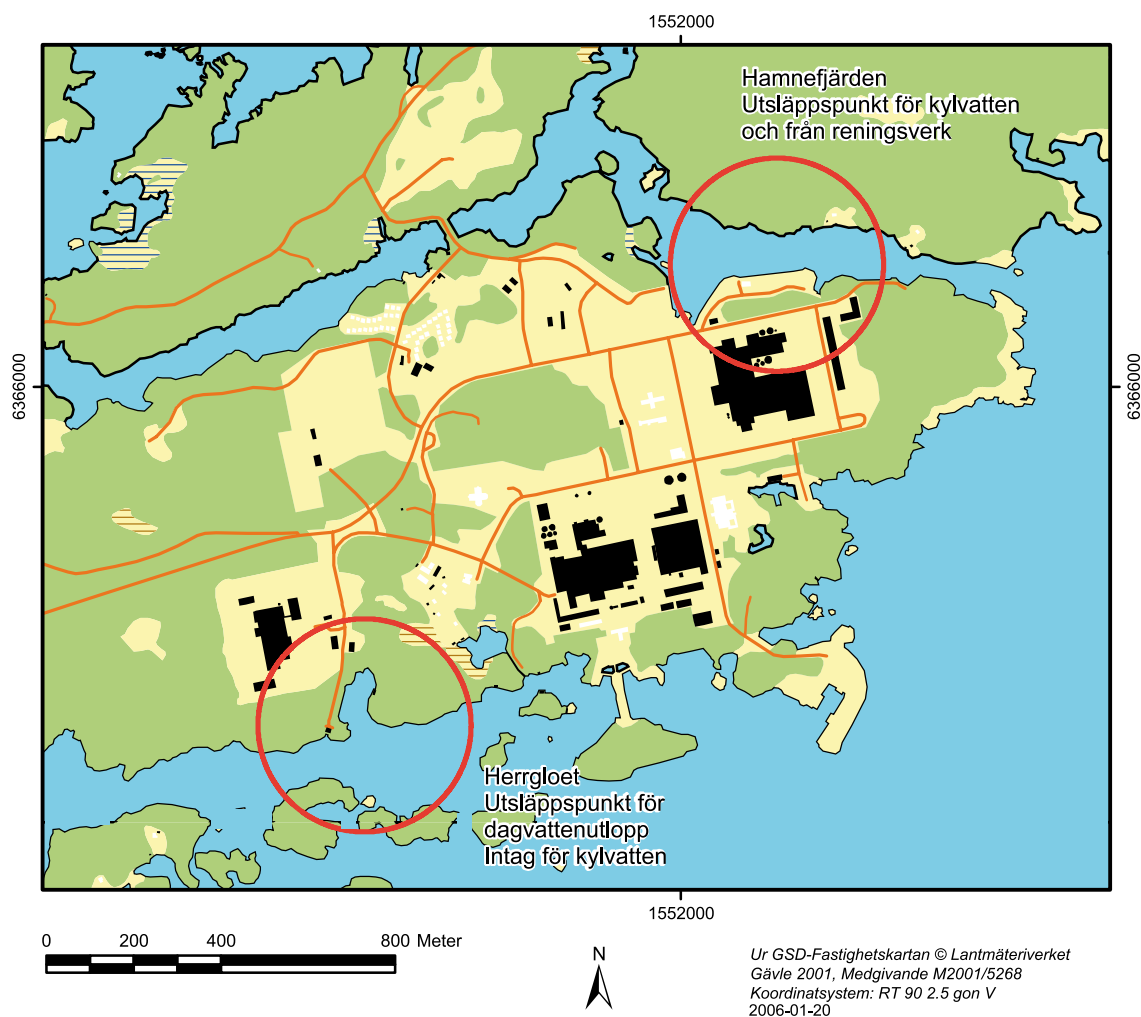 1552000
Hamnefjärden
Utsläppspunkt för kylvatten
och från reningsverk
6366000
6366000
Herrgloet
Utsläppspunkt för
dagvattenutlopp
Intag för kylvatten
1552000
0 200 400 800 Meter
N
Ur GSD-Fastighetskartan © Lantmäteriverket
Gävle 2001, Medgivande M2001/5268
Koordinatsystem: RT 90 2.5 gon V
2006-01-20